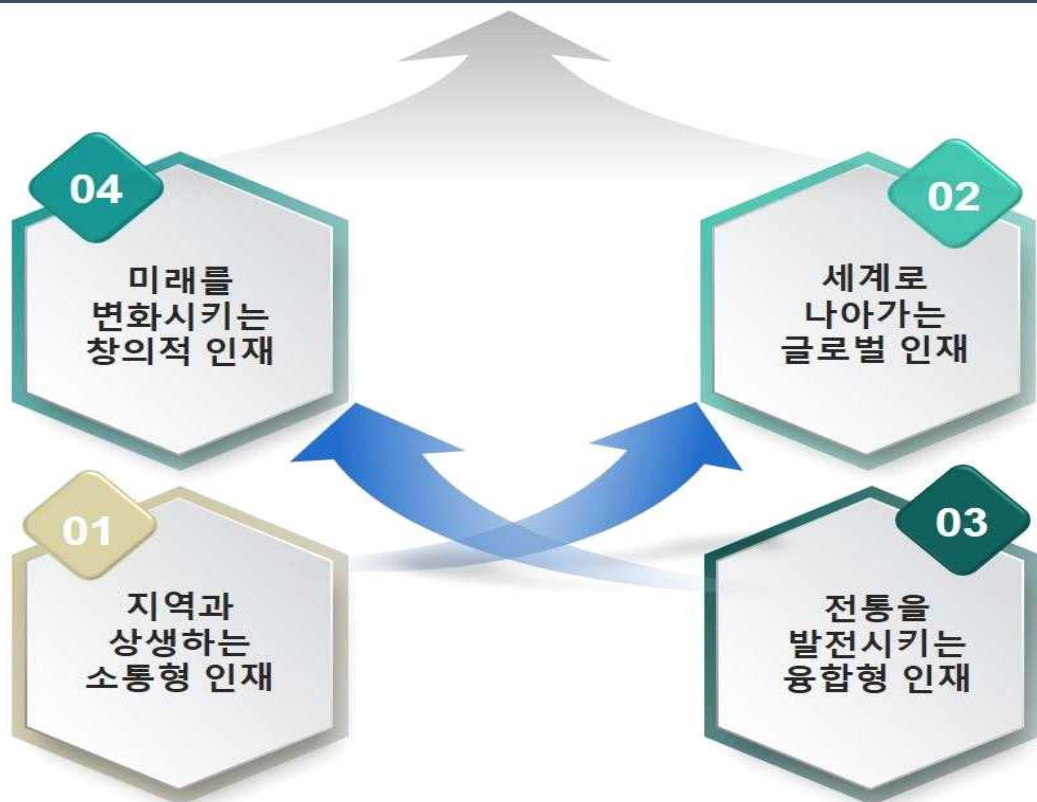 04
미래를
변화시키는
창의적 인재
02
세계로
나아가는
글로벌 인재
01
지역과
상생하는
소통형 인재
03
전통을
발전시키는
융합형 인재